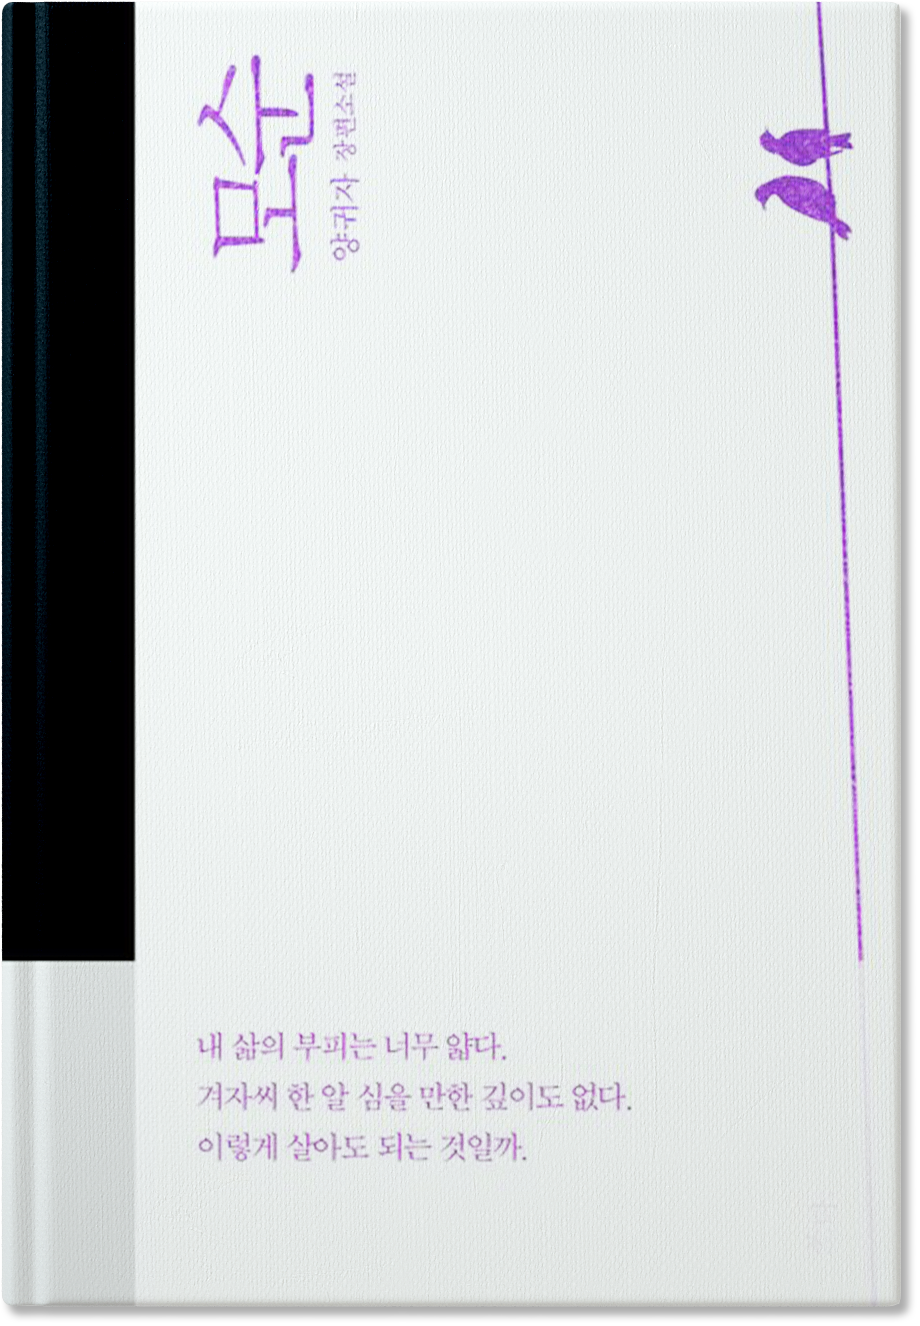 모순
양귀자 장편소설
내 삶의 부피는 너무 얇다.
겨자씨 한 알 심을 만한 깊이도 없다.
이렇게 살아도 되는 것일까.